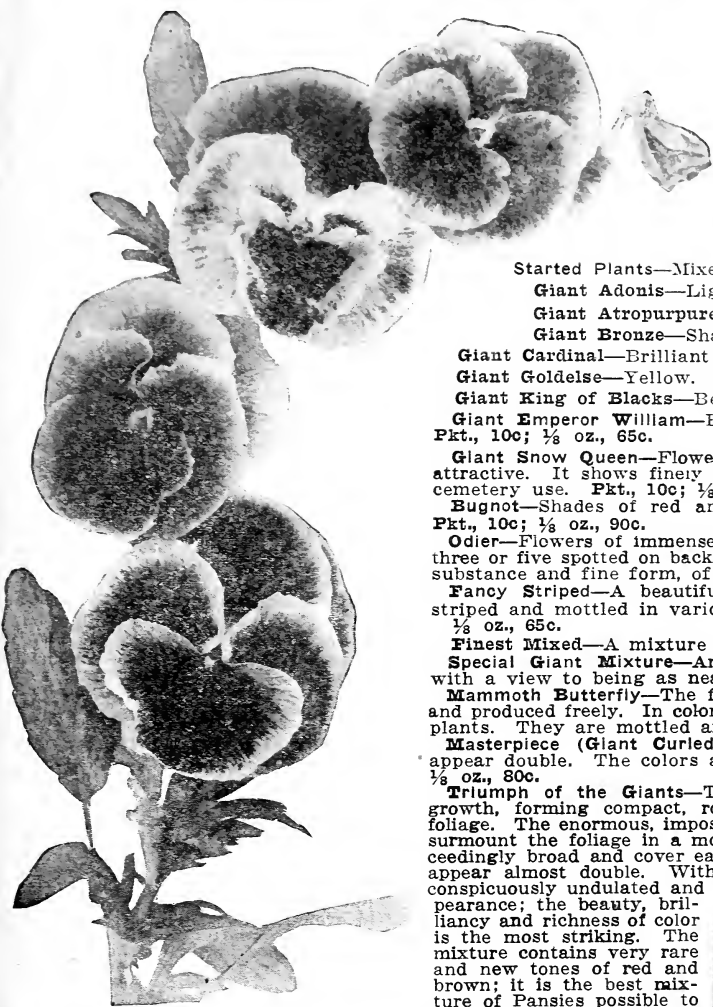 Started Plants—Mixe
Giant Adonis—Lig
Giant Atropurpure
Giant Bronze—Sha
Giant Cardinal—Brilliant
Giant Goldelse—Yellow.
Giant King of Blacks—Be
Giant Emperor William—
Pkt., 10c; ⅛ oz., 65c.
Giant Snow Queen—Flowe
attractive. It shows finely
cemetery use. Pkt., 10c; ⅛
Bugnot—Shades of red an
Pkt., 10c; ⅛ oz., 90c.
Odier—Flowers of immense
three or five spotted on back
substance and fine form, of
Fancy Striped—A beautifu
striped and mottled in vario
⅛ oz., 65c.
Finest Mixed—A mixture
Special Giant Mixture—An
with a view to being as nea
Mammoth Butterfly—The f
and produced freely. In color
plants. They are mottled a
Masterpiece (Giant Curled
appear double. The colors a
⅛ oz., 80c.
Triumph of the Giants—T
growth, forming compact, ro
foliage. The enormous, impos
surmount the foliage in a mo
ceedingly broad and cover ea
appear almost double. With
conspicuously undulated and
pearance; the beauty, bril-
liancy and richness of color
is the most striking. The
mixture contains very rare
and new tones of red and
brown; it is the best mix-
ture of Pansies possible to